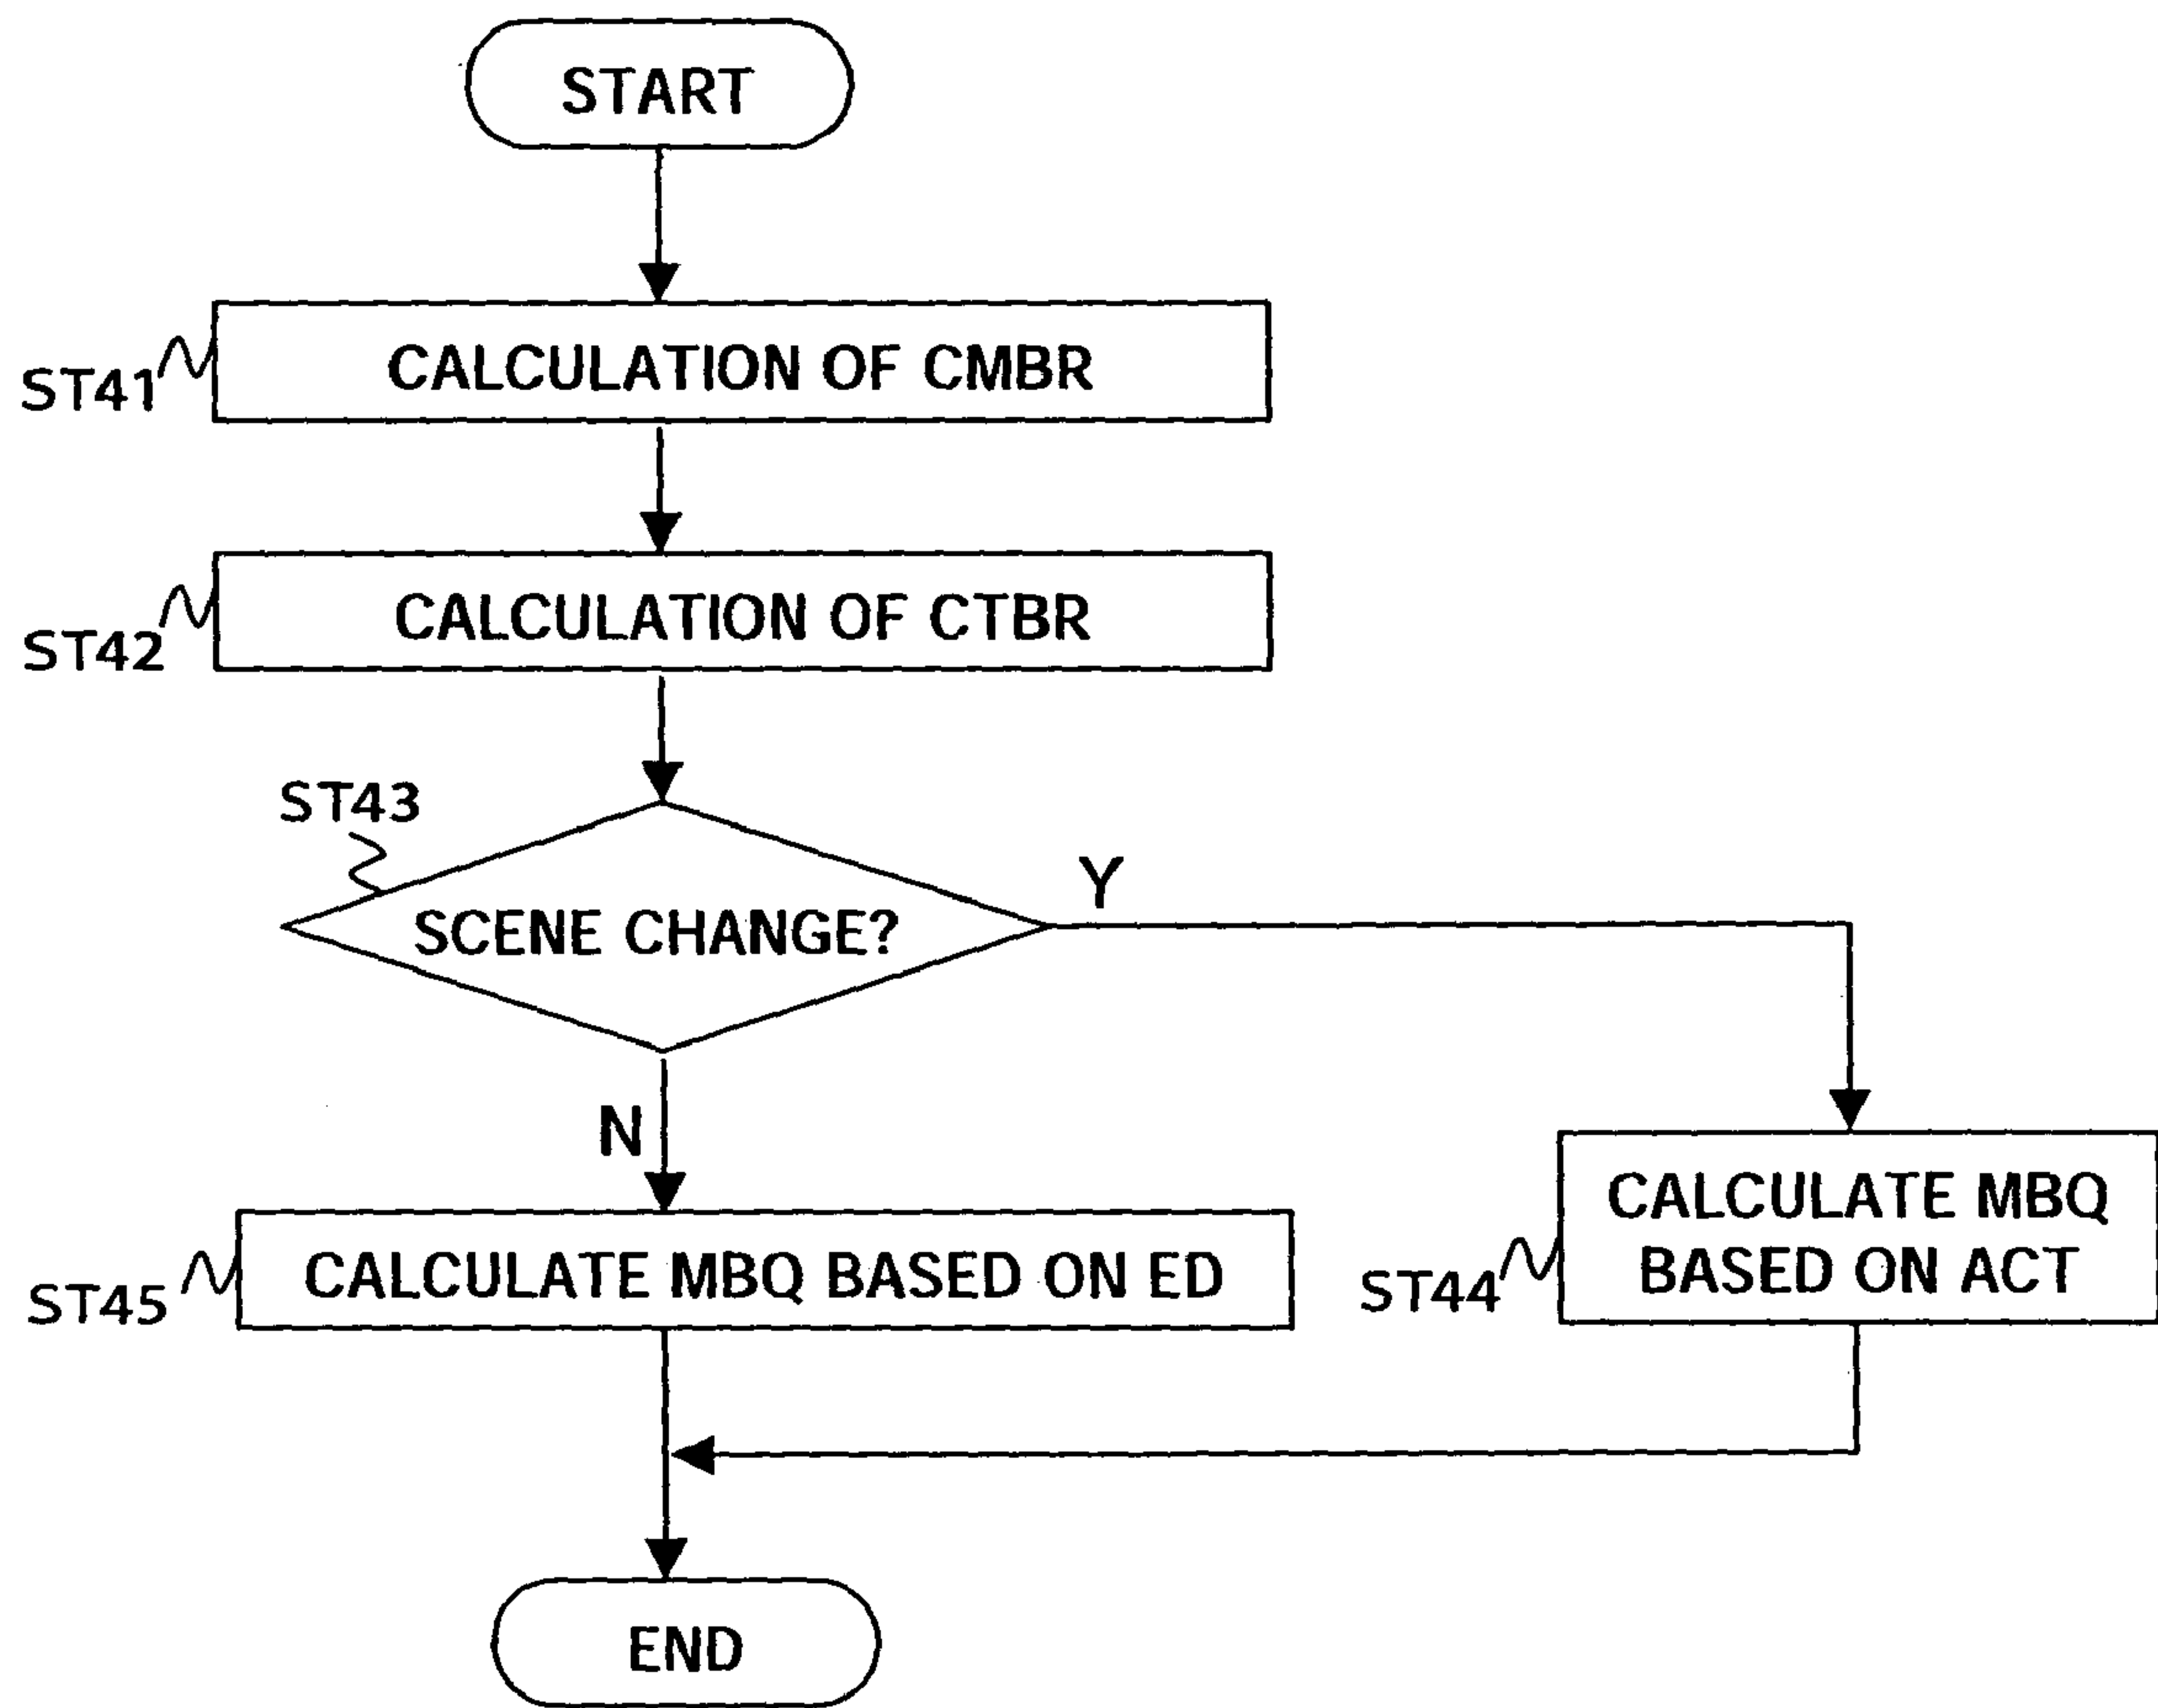 START
CALCULATION OF CMBR
ST41
CALCULATION OF CTBR
ST42
ST43
SCENE CHANGE?
Y
N
CALCULATE MBQ
BASED ON ACT
ST44
CALCULATE MBQ BASED ON ED
ST45
END